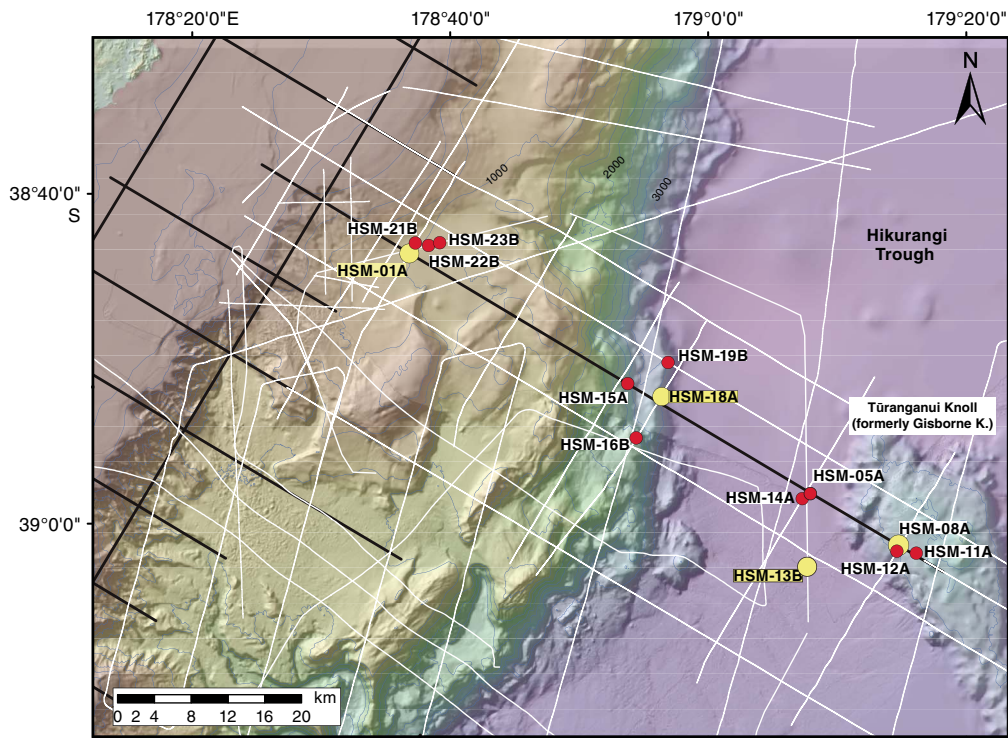 178°20'0"E
178°40'0"
179°0'0"
179°20'0"
N
38°40'0"
S
1000
2000
3000
HSM-21B
HSM-23B
HSM-22B
HSM-01A
Hikurangi
Trough
HSM-19B
HSM-15A
HSM-18A
HSM-16B
Tūranganui Knoll
(formerly Gisborne K.)
HSM-05A
HSM-14A
39°0'0"
HSM-08A
HSM-11A
HSM-12A
HSM-13B
km
0 2 4 8 12 16 20